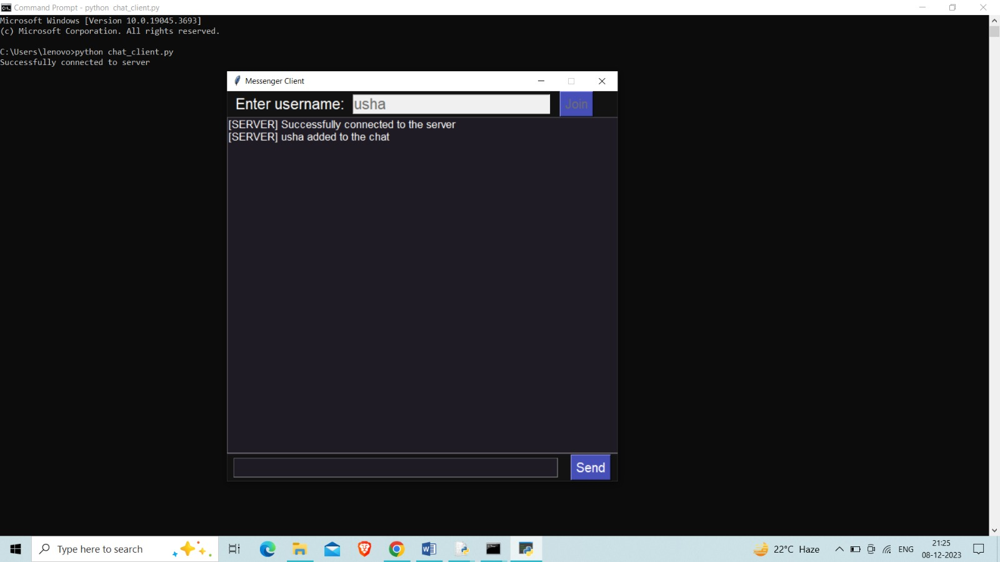 Command Prompt - python  chat_client.py
Microsoft Windows [Version 10.0.19045.3693]
(c) Microsoft Corporation. All rights reserved.
C:\Users\lenovo>python chat_client.py
Successfully connected to server
Messenger Client
Enter username: usha Join
[SERVER] Successfully connected to the server
[SERVER] usha added to the chat
Send
Type here to search
22°C Haze
ENG
21:25
08-12-2023